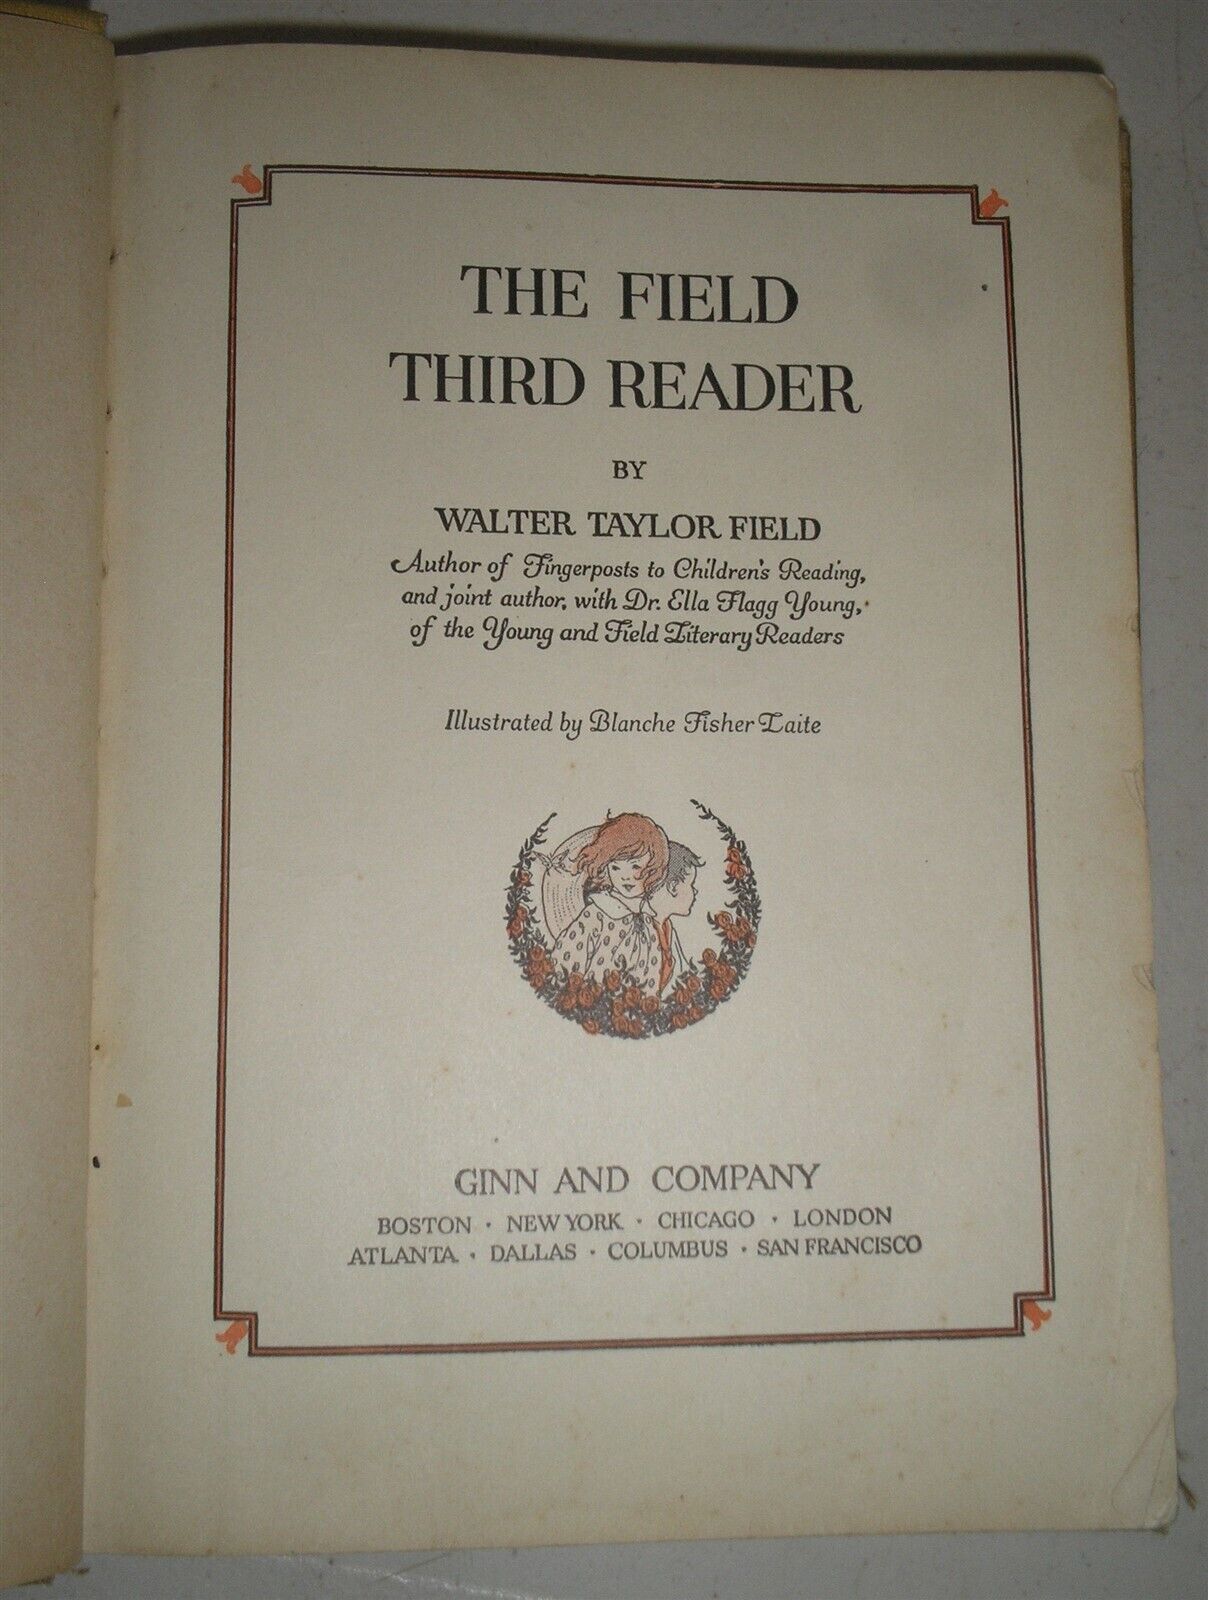 THE FIELD
THIRD READER
BY
WALTER TAYLOR FIELD
Author of Fingerposts to Children's Reading,
and joint author, with Dr. Ella Flagg Young,
of the Young and Field Literary Readers
Illustrated by Blanche Fisher Laite
GINN AND COMPANY
BOSTON · NEW YORK · CHICAGO · LONDON
ATLANTA · DALLAS · COLUMBUS · SAN FRANCISCO